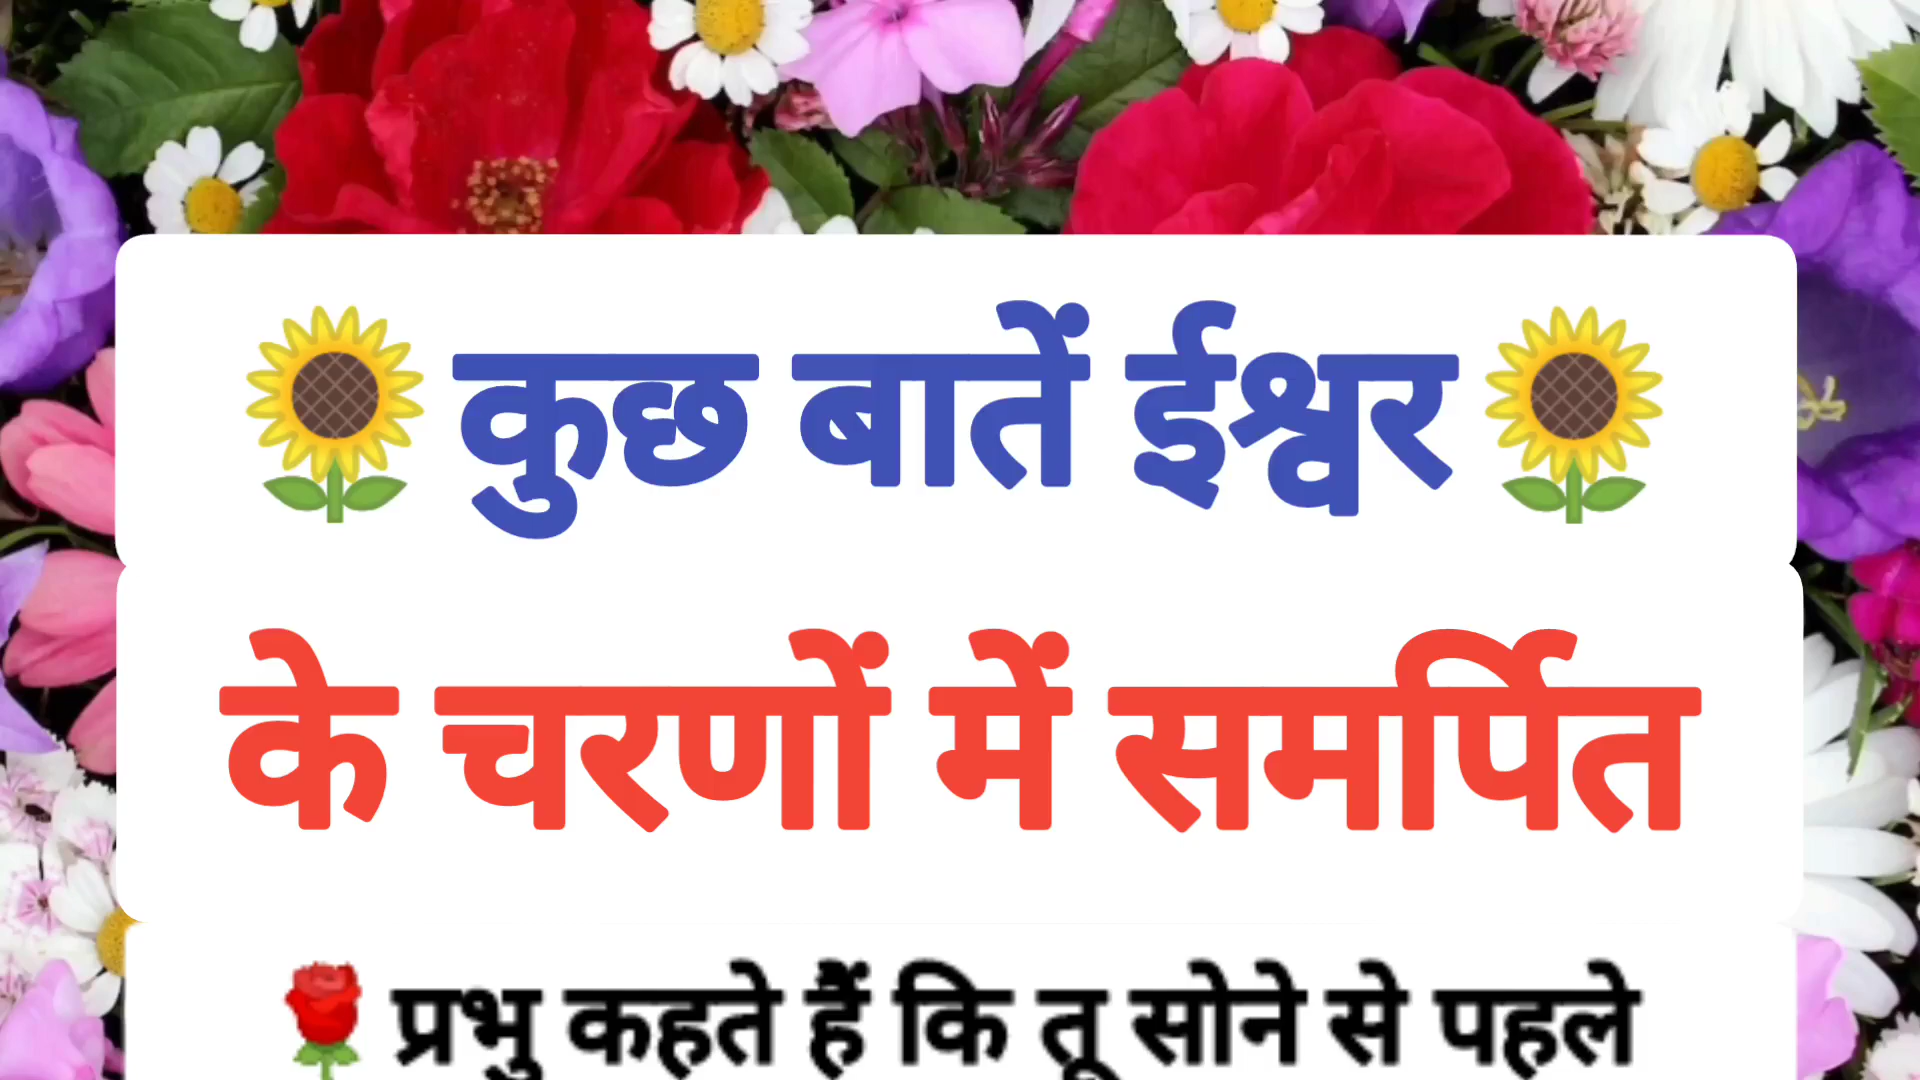 🌻कुछ बातें ईश्वर🌻
के चरणों में समर्पित
🌹प्रभु कहते हैं कि तू सोने से पहले